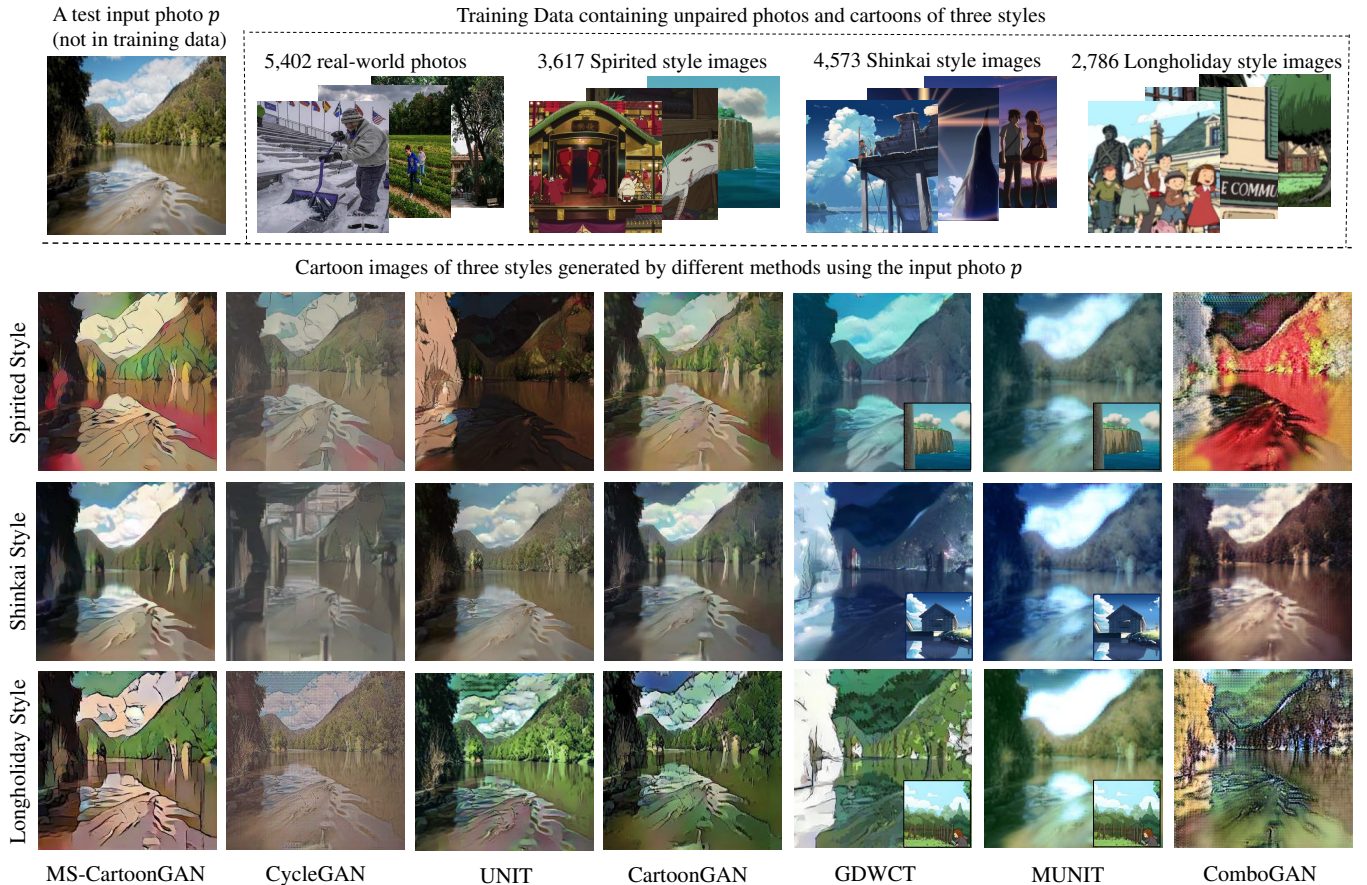 A test input photo p
(not in training data)
Training Data containing unpaired photos and cartoons of three styles
5,402 real-world photos
3,617 Spirited style images
4,573 Shinkai style images
2,786 Longholiday style images
E COMMU
Cartoon images of three styles generated by different methods using the input photo p
Spirited Style
Shinkai Style
Longholiday Style
MS-CartoonGAN
CycleGAN
UNIT
CartoonGAN
GDWCT
MUNIT
ComboGAN